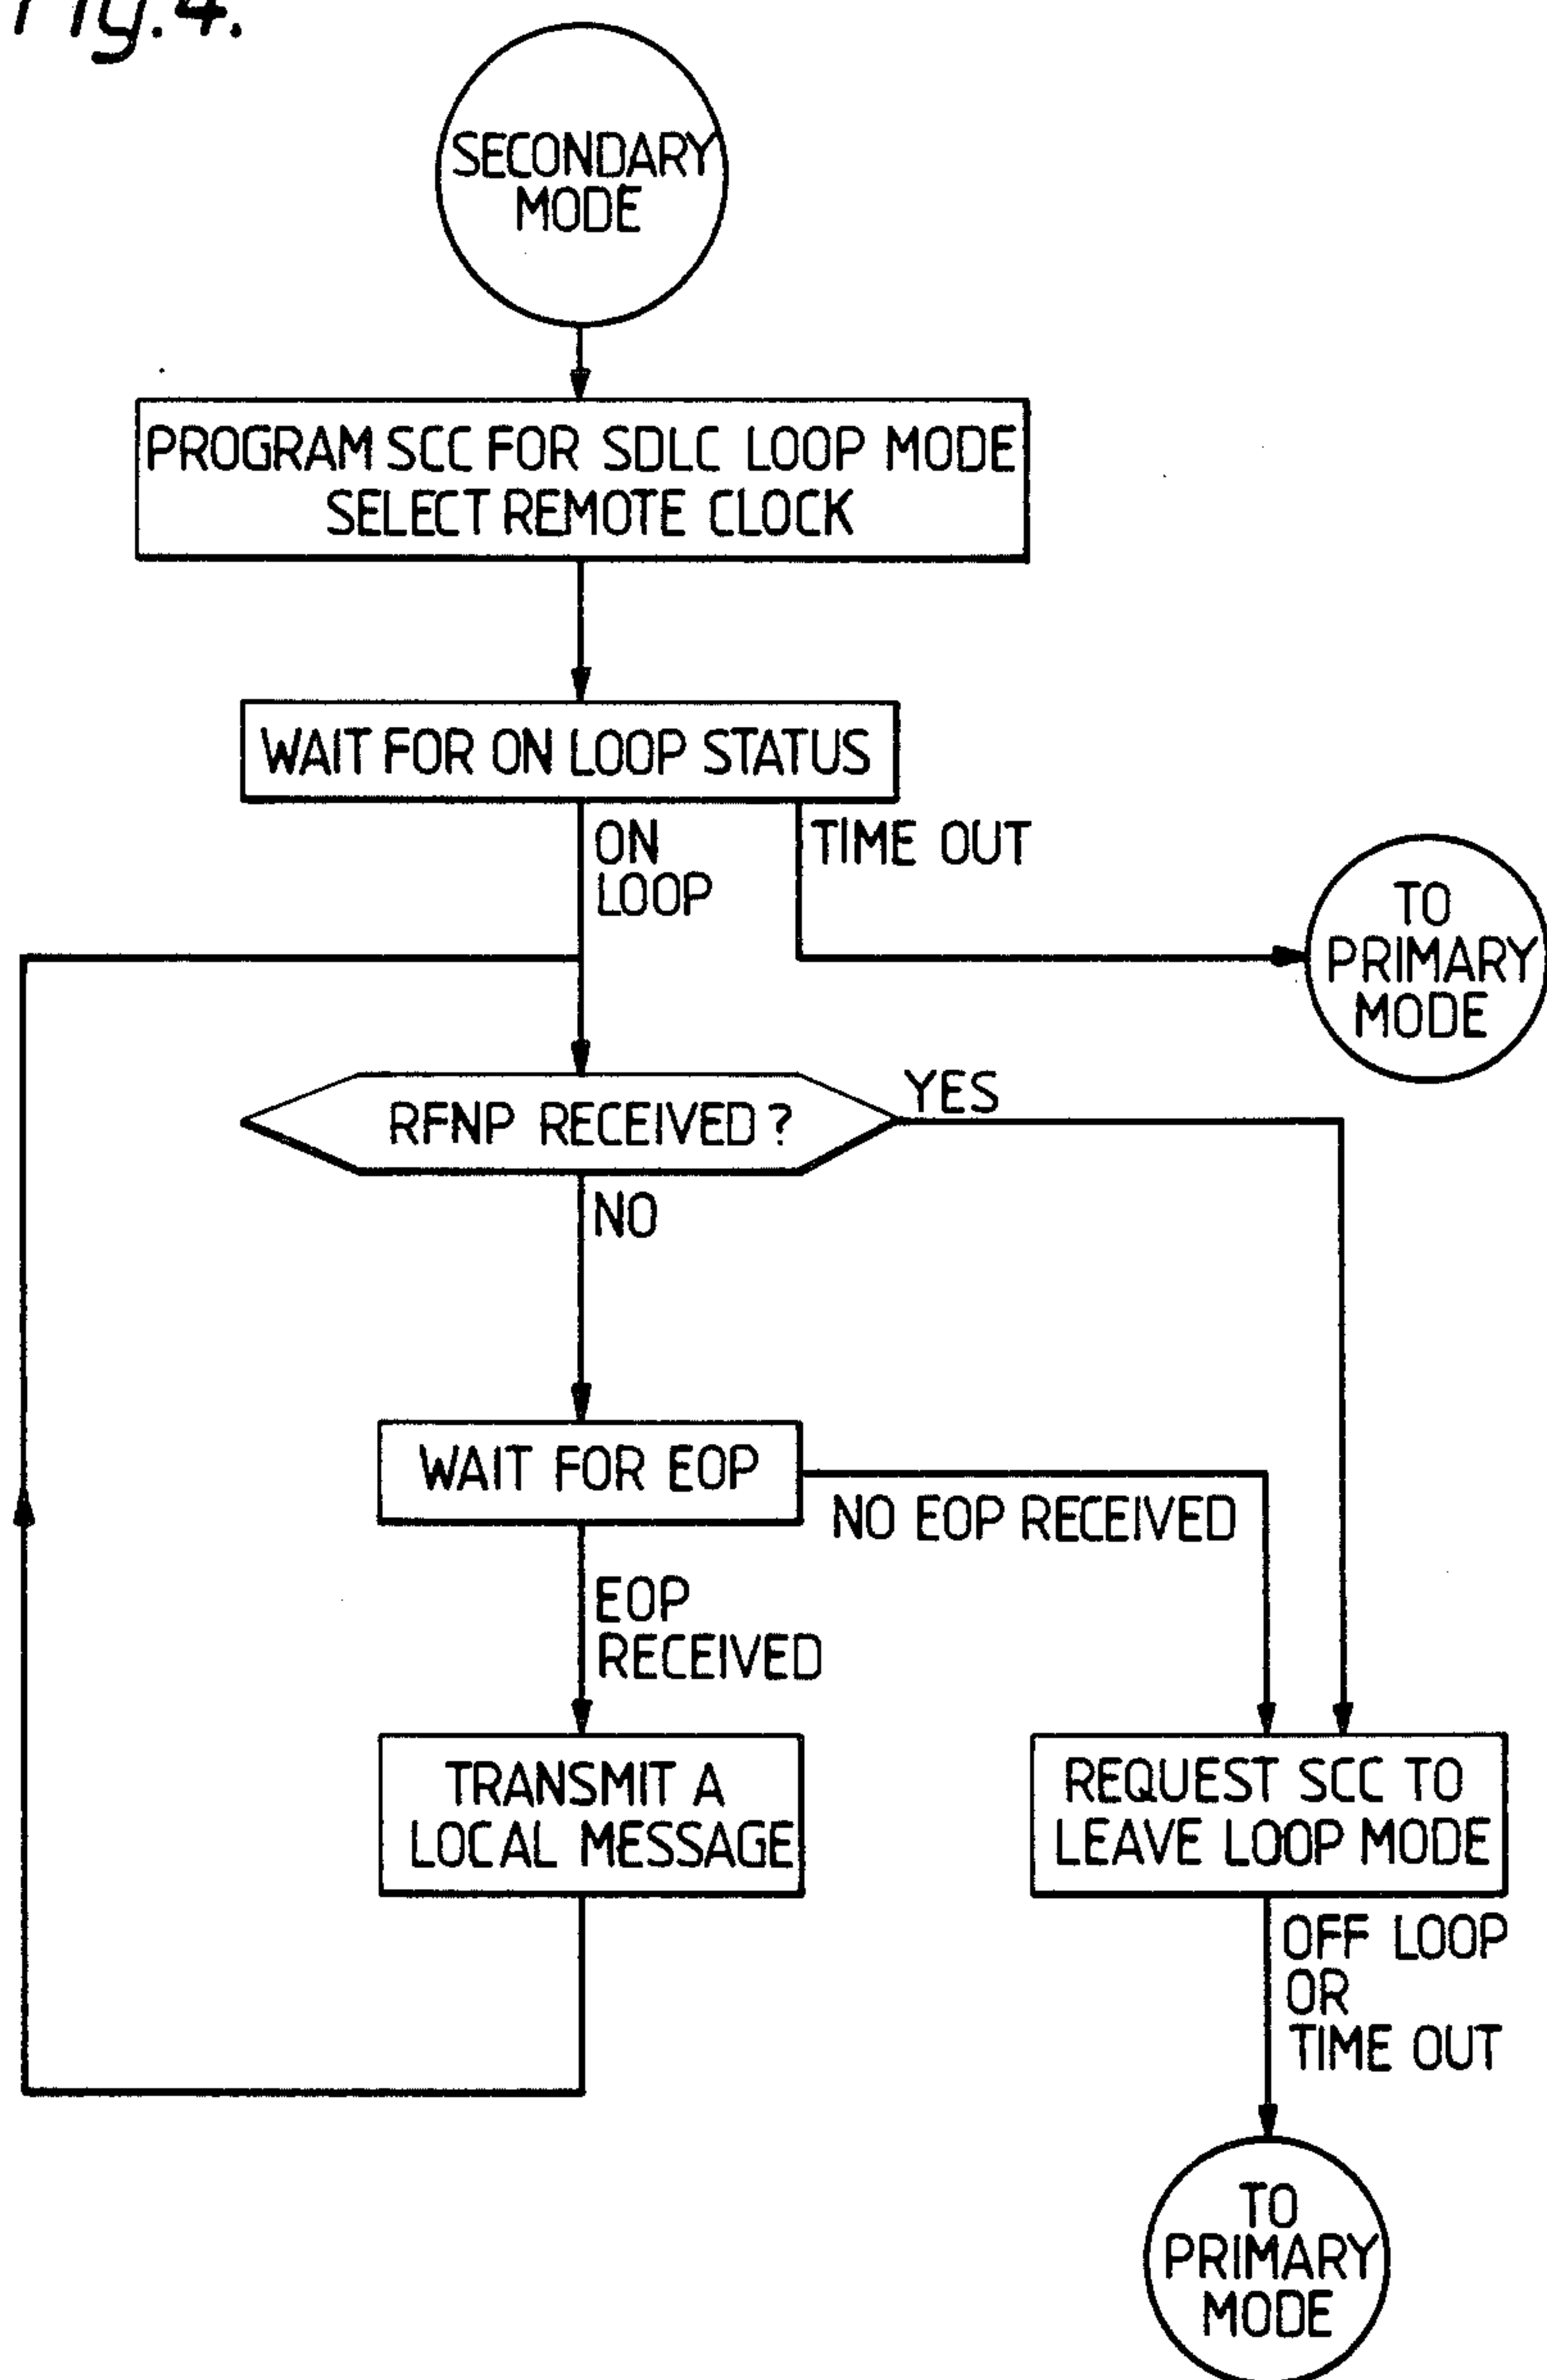 Fig.4.
SECONDARY
MODE
PROGRAM SCC FOR SDLC LOOP MODE
SELECT REMOTE CLOCK
WAIT FOR ON LOOP STATUS
ON
LOOP
TIME OUT
TO
PRIMARY
MODE
RFNP RECEIVED?
YES
NO
WAIT FOR EOP
NO EOP RECEIVED
EOP
RECEIVED
TRANSMIT A
LOCAL MESSAGE
REQUEST SCC TO
LEAVE LOOP MODE
OFF LOOP
OR
TIME OUT
TO
PRIMARY
MODE